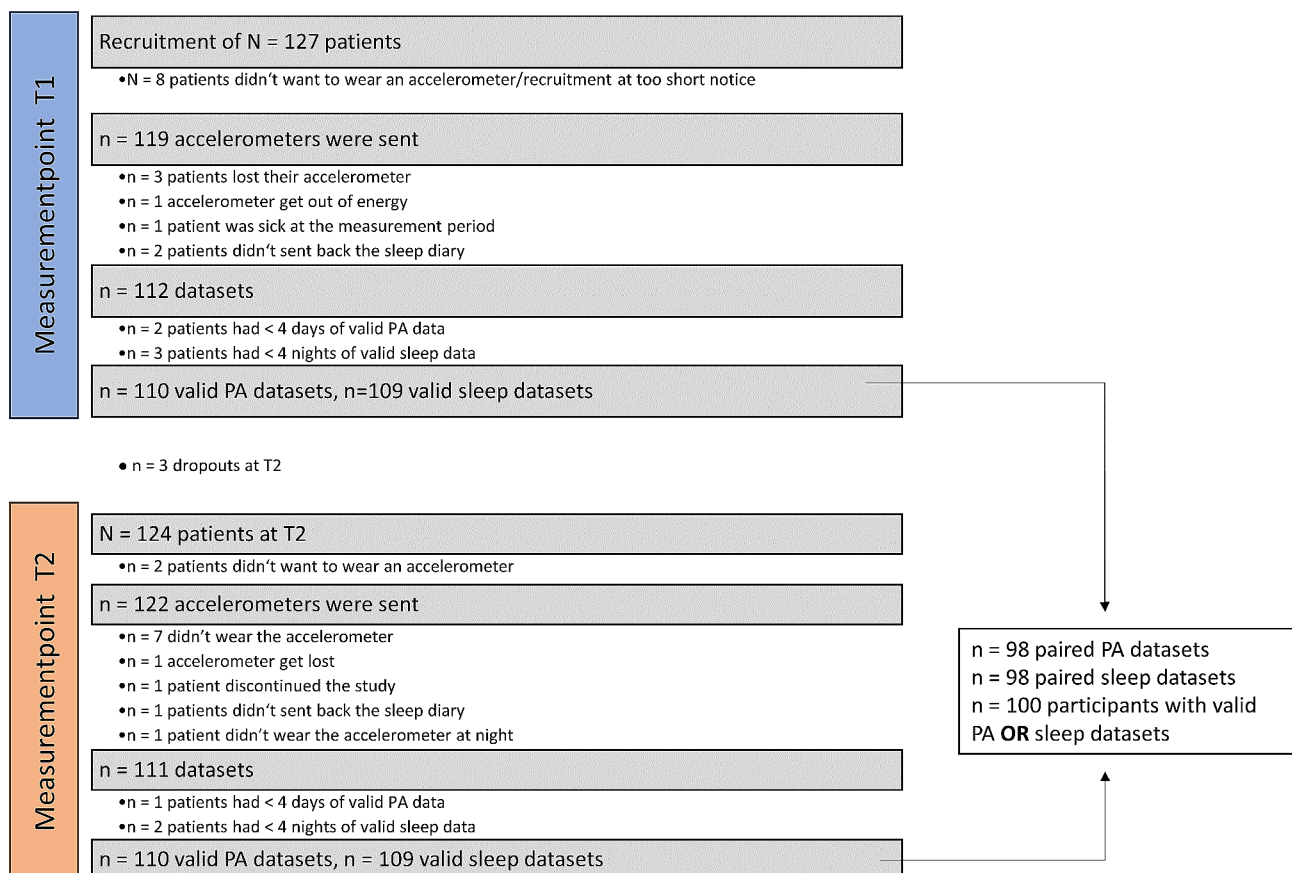 Measurementpoint T1
Recruitment of N = 127 patients
•N = 8 patients didn‘t want to wear an accelerometer/recruitment at too short notice
n = 119 accelerometers were sent
•n = 3 patients lost their accelerometer
•n = 1 accelerometer get out of energy
•n = 1 patient was sick at the measurement period
•n = 2 patients didn‘t sent back the sleep diary
n = 112 datasets
•n = 2 patients had < 4 days of valid PA data
•n = 3 patients had < 4 nights of valid sleep data
n = 110 valid PA datasets, n=109 valid sleep datasets
• n = 3 dropouts at T2
Measurementpoint T2
N = 124 patients at T2
•n = 2 patients didn‘t want to wear an accelerometer
n = 122 accelerometers were sent
•n = 7 didn’t wear the accelerometer
•n = 1 accelerometer get lost
•n = 1 patient discontinued the study
•n = 1 patients didn‘t sent back the sleep diary
•n = 1 patient didn’t wear the accelerometer at night
n = 111 datasets
•n = 1 patients had < 4 days of valid PA data
•n = 2 patients had < 4 nights of valid sleep data
n = 110 valid PA datasets, n = 109 valid sleep datasets
n = 98 paired PA datasets
n = 98 paired sleep datasets
n = 100 participants with valid
PA OR sleep datasets